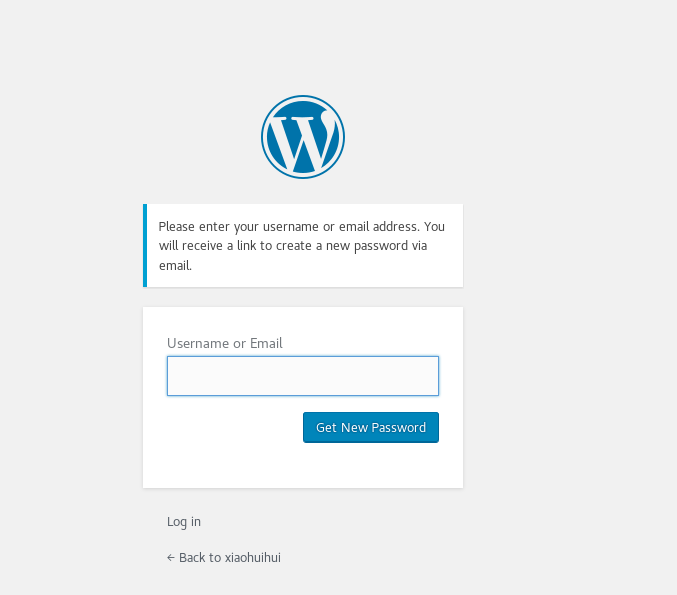 Please enter your username or email address. You
will receive a link to create a new password via
email.
Username or Email
Get New Password
Log in
← Back to xiaohuihui